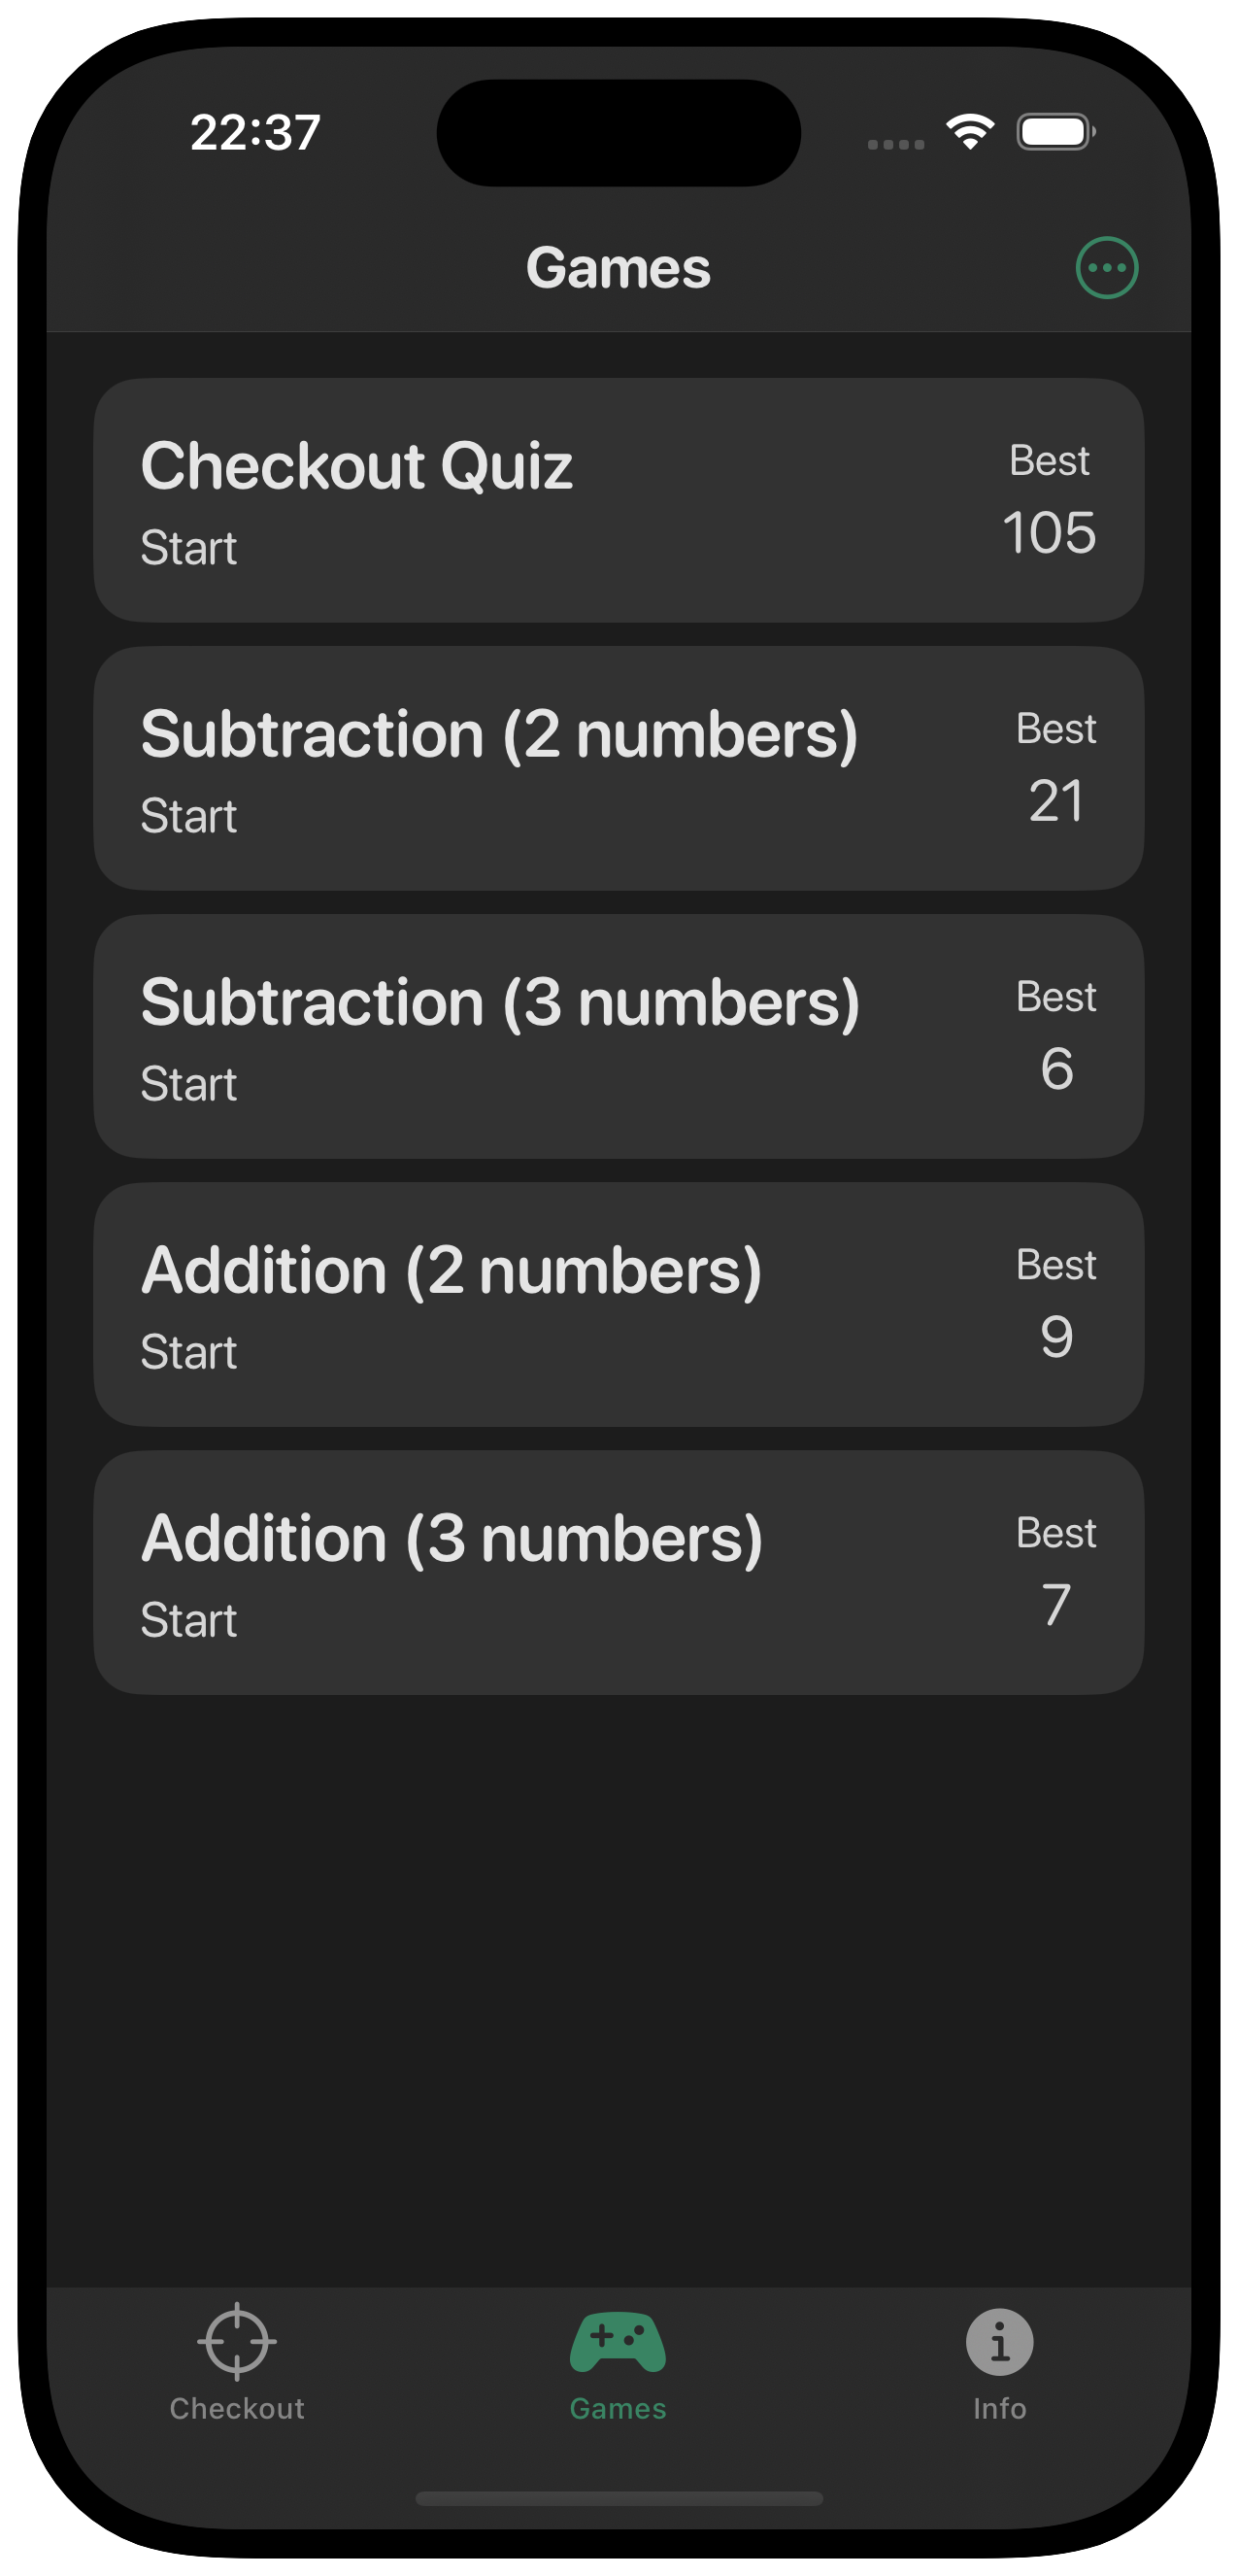 22:37
Games
Checkout Quiz
Start
Best
105
Subtraction (2 numbers)
Start
Best
21
Subtraction (3 numbers)
Start
Best
6
Addition (2 numbers)
Start
Best
9
Addition (3 numbers)
Start
Best
7
Checkout
Games
Info